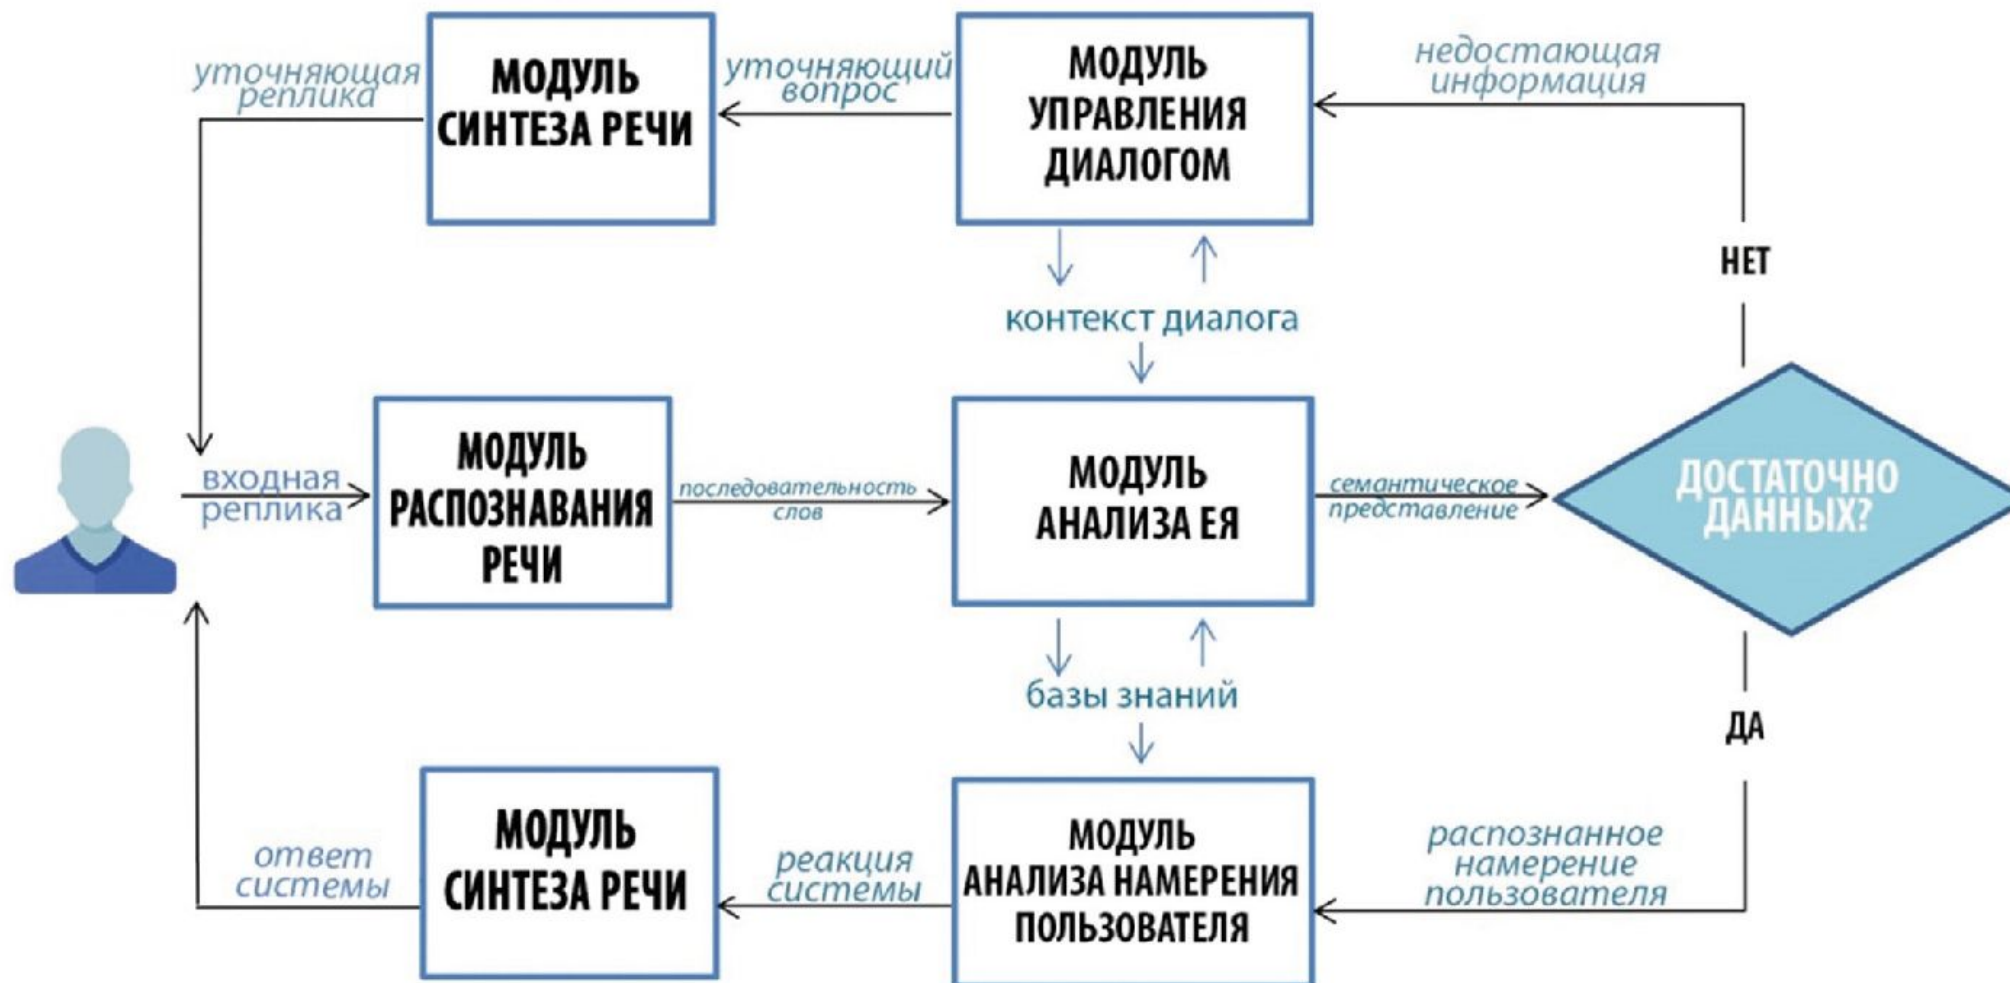 уточняющая
реплика
МОДУЛЬ
СИНТЕЗА РЕЧИ
уточняющий
вопрос
МОДУЛЬ
УПРАВЛЕНИЯ
ДИАЛОГОМ
недостающая
информация
НЕТ
контекст диалога
входная
реплика
МОДУЛЬ
РАСПОЗНАВАНИЯ
РЕЧИ
последовательность
слов
МОДУЛЬ
АНАЛИЗА ЕЯ
семантическое
представление
ДОСТАТОЧНО
ДАННЫХ?
базы знаний
ДА
ответ
системы
МОДУЛЬ
СИНТЕЗА РЕЧИ
реакция
системы
МОДУЛЬ
АНАЛИЗА НАМЕРЕНИЯ
ПОЛЬЗОВАТЕЛЯ
распознанное
намерение
пользователя